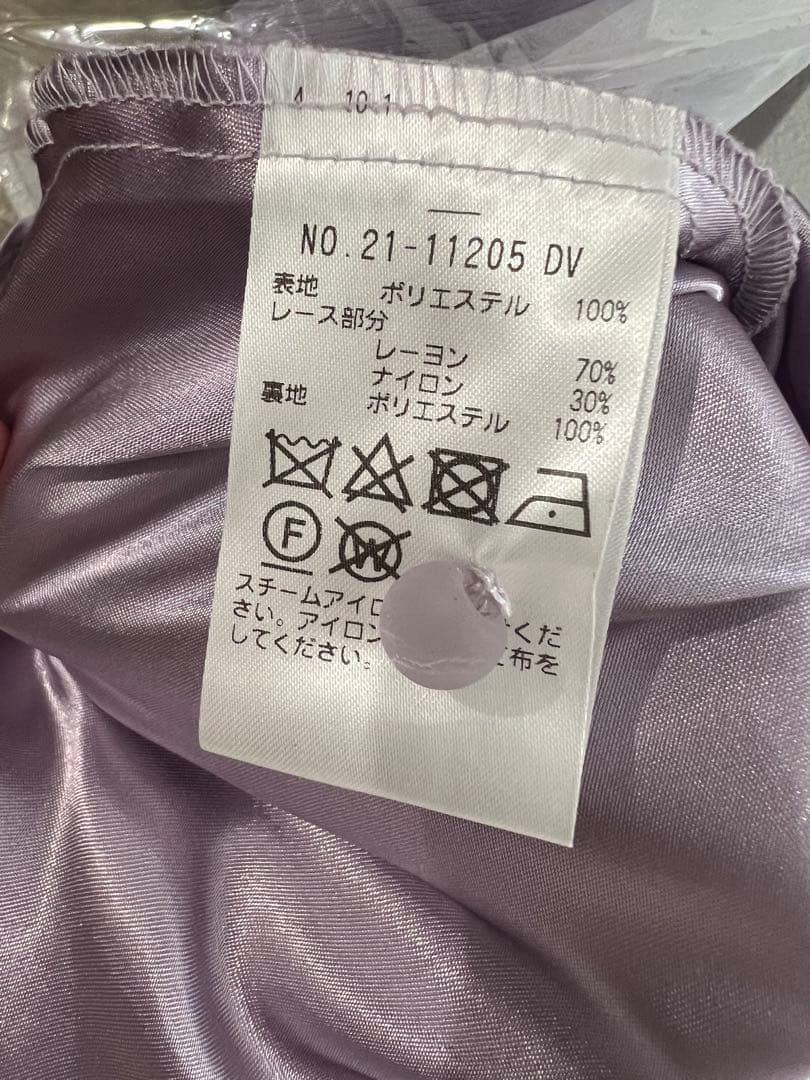 4 10.1
NO.21-11205 DV
表地 ポリエステル 100%
レース部分
レーヨン 70%
ナイロン 30%
裏地 ポリエステル 100%
F W
スチームアイロ
さい。アイロン くだ
してください。 布を